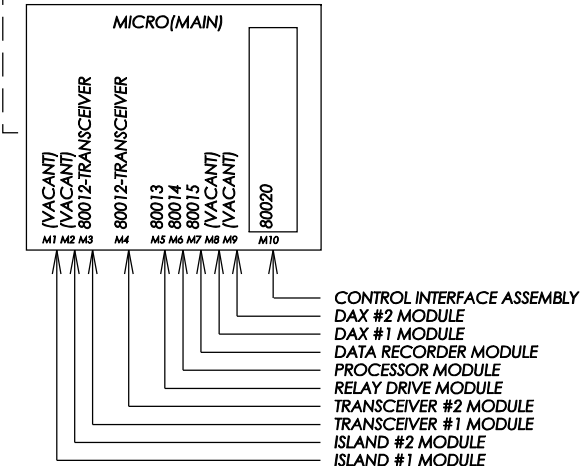 MICRO(MAIN)
(VACANT)
(VACANT)
80012-TRANSCEIVER
80012-TRANSCEIVER
80013
80014
80015
(VACANT)
(VACANT)
80020
M1 M2 M3 M4 M5 M6 M7 M8 M9 M10
CONTROL INTERFACE ASSEMBLY
DAX #2 MODULE
DAX #1 MODULE
DATA RECORDER MODULE
PROCESSOR MODULE
RELAY DRIVE MODULE
TRANSCEIVER #2 MODULE
TRANSCEIVER #1 MODULE
ISLAND #2 MODULE
ISLAND #1 MODULE